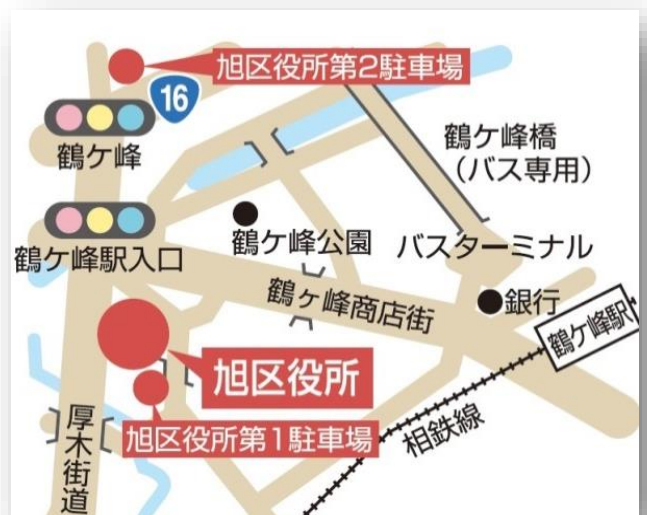 旭区役所第2駐車場
16
鶴ケ峰
鶴ケ峰橋
（バス専用）
鶴ケ峰駅入口
鶴ケ峰公園
バスターミナル
鶴ヶ峰商店街
銀行
鶴ケ峰駅
旭区役所
旭区役所第1駐車場
相鉄線
厚木街道